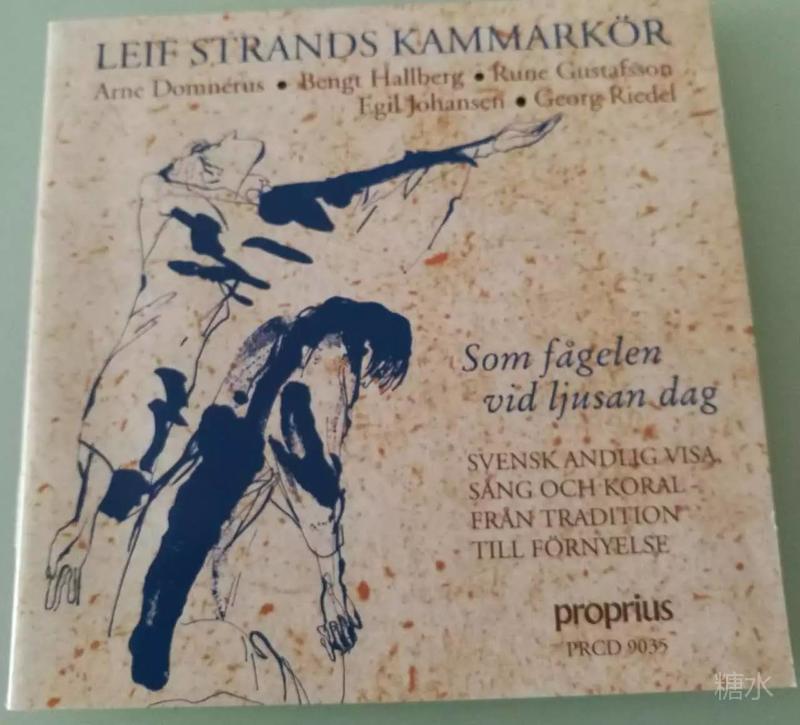 LEIF STRANDS KAMMARKÖR
Arne Domnérus • Bengt Hallberg • Rune Gustafsson
Egil Johansen • Georg Riedel
Som fågelen
vid ljusan dag
SVENSK ANDLIG VISA,
SÅNG OCH KORAL -
FRÅN TRADITION
TILL FÖRNYELSE
proprius
PRCD 9035
糖水